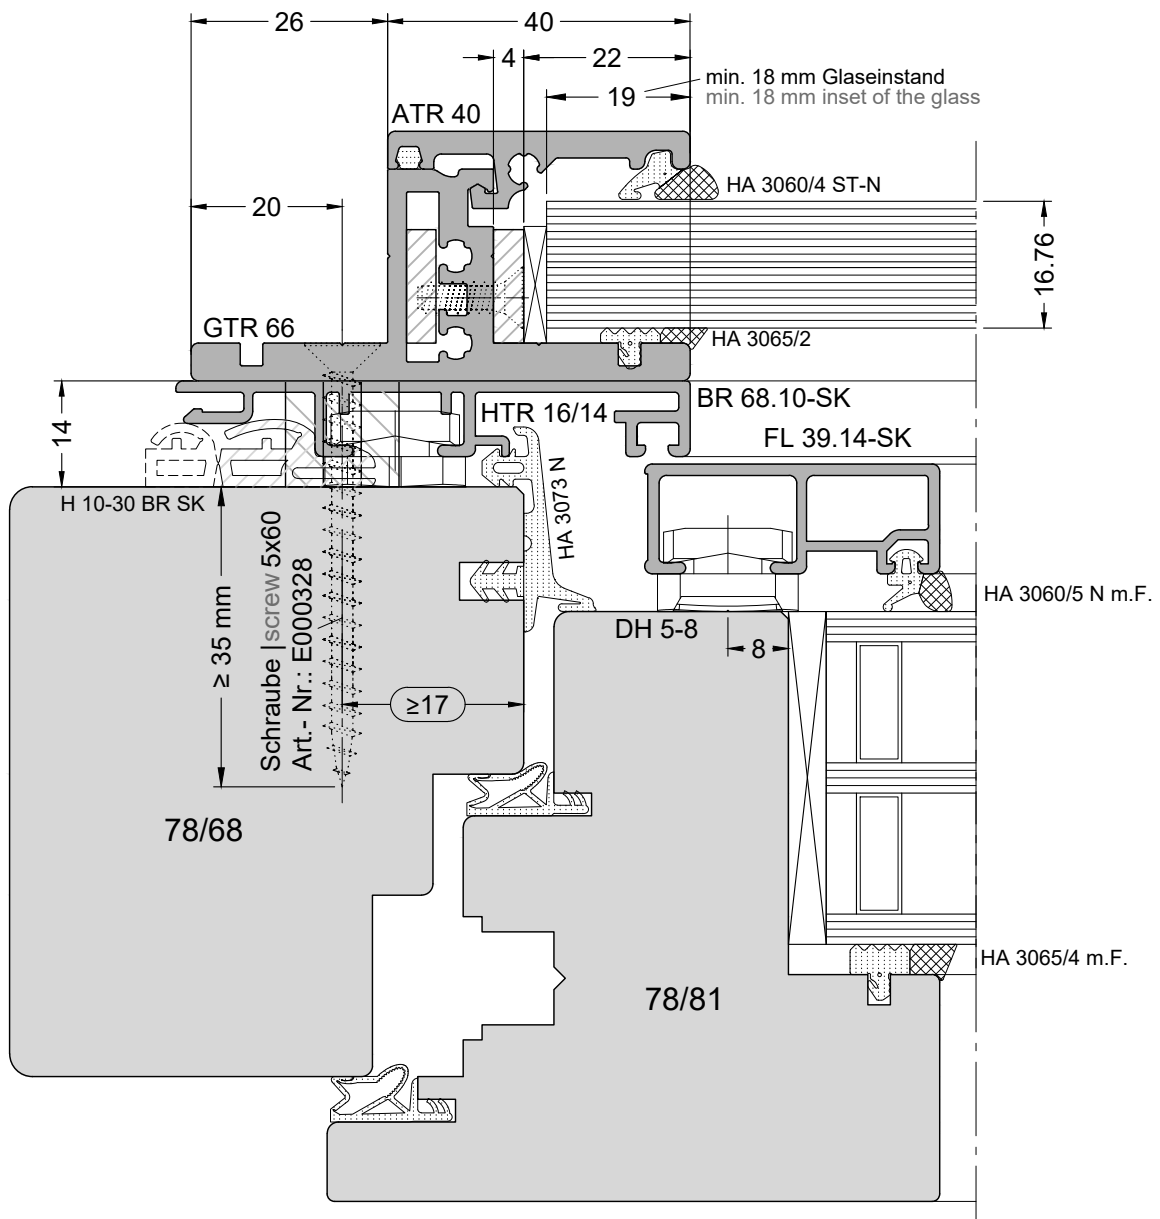 26
40
4
22
min. 18 mm Glaseinstand
19
min. 18 mm inset of the glass
ATR 40
HA 3060/4 ST-N
20
16.76
GTR 66
HA 3065/2
14
HTR 16/14
BR 68.10-SK
FL 39.14-SK
H 10-30 BR SK
HA 3073 N
≥ 35 mm
Schraube |screw 5x60
Art.- Nr.: E000328
HA 3060/5 N m.F.
DH 5-8
8
≥17
78/68
HA 3065/4 m.F.
78/81